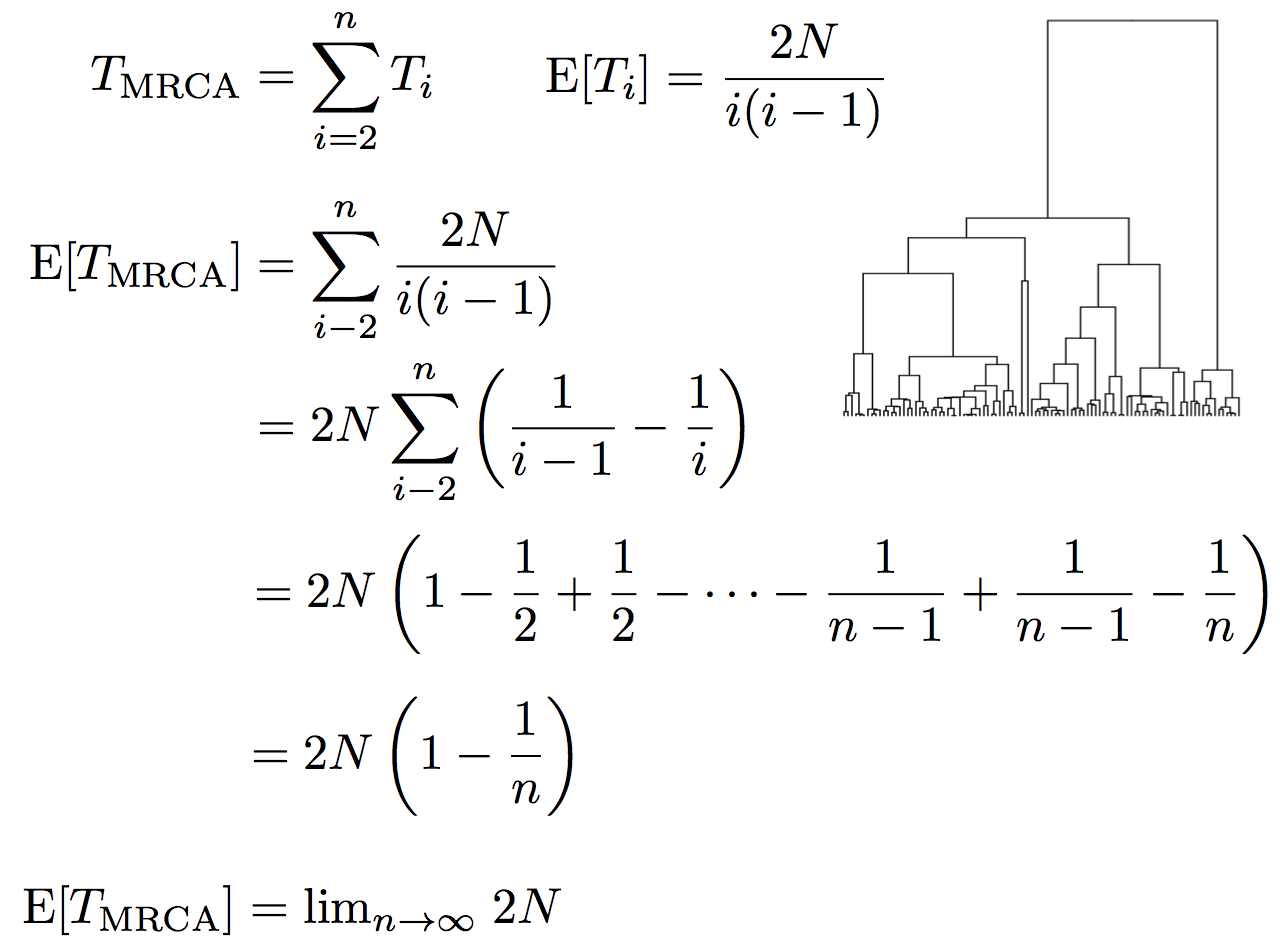 $T_{\mathrm{MRCA}} = \sum_{i=2}^{n} T_i \qquad \mathrm{E}[T_i] = \frac{2N}{i(i-1)}$
$\mathrm{E}[T_{\mathrm{MRCA}}] = \sum_{i-2}^{n} \frac{2N}{i(i-1)}$
$= 2N \sum_{i-2}^{n} \left( \frac{1}{i-1} - \frac{1}{i} \right)$
$= 2N \left( 1 - \frac{1}{2} + \frac{1}{2} - \cdots - \frac{1}{n-1} + \frac{1}{n-1} - \frac{1}{n} \right)$
$= 2N \left( 1 - \frac{1}{n} \right)$
$\mathrm{E}[T_{\mathrm{MRCA}}] = \lim_{n \to \infty} 2N$